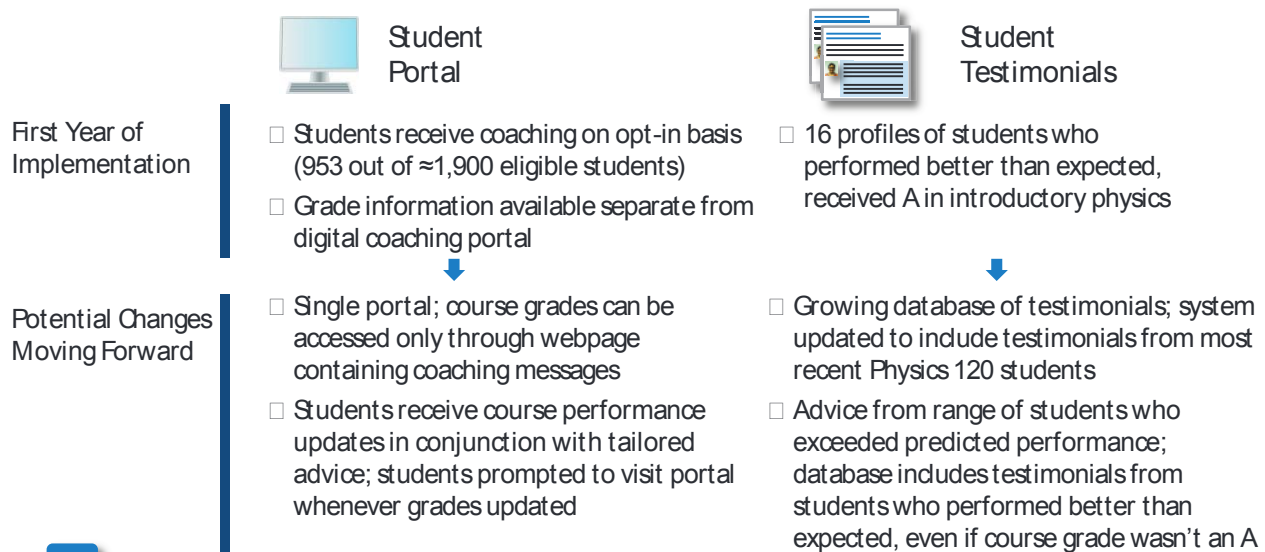 Student
Portal
Student
Testimonials
First Year of
Implementation
□ Students receive coaching on opt-in basis
(953 out of ≈1,900 eligible students)
□ Grade information available separate from
digital coaching portal
□ 16 profiles of students who
performed better than expected,
received A in introductory physics
Potential Changes
Moving Forward
□ Single portal; course grades can be
accessed only through webpage
containing coaching messages
□ Students receive course performance
updates in conjunction with tailored
advice; students prompted to visit portal
whenever grades updated
□ Growing database of testimonials; system
updated to include testimonials from most
recent Physics 120 students
□ Advice from range of students who
exceeded predicted performance;
database includes testimonials from
students who performed better than
expected, even if course grade wasn't an A